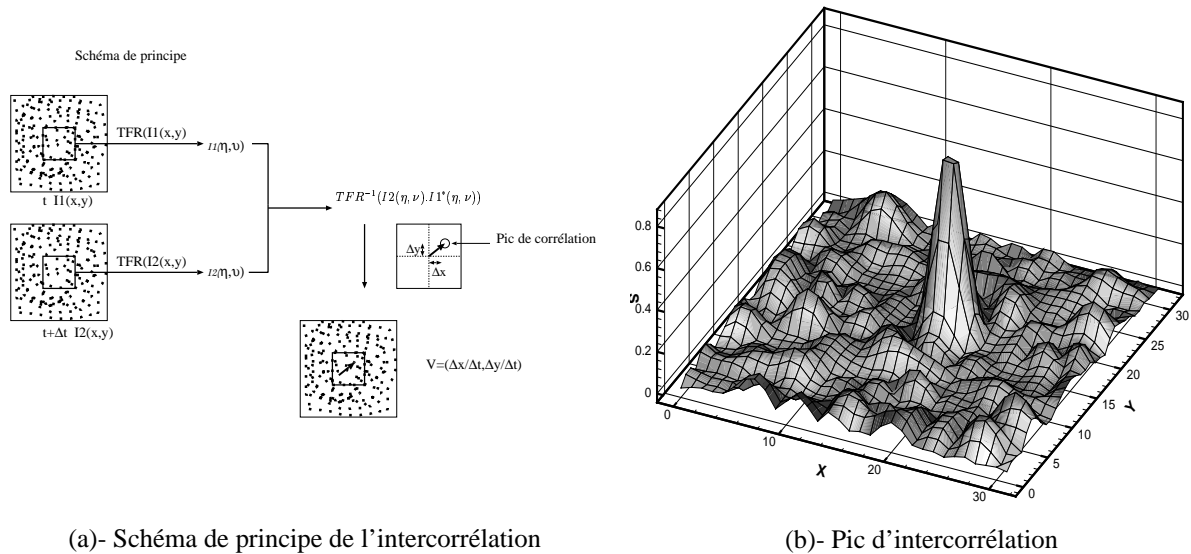 Schéma de principe
TFR(I1(x,y)
I1(η,υ)
t I1(x,y)
TFR^{-1}(I2(η, ν).I1*(η, ν))
Δy
Δx
Pic de corrélation
TFR(I2(x,y)
I2(η,υ)
t+Δt I2(x,y)
V=(Δx/Δt,Δy/Δt)
S
0.8
0.6
0.4
0.2
0
0
10
20
30
X
0
5
10
15
20
25
30
Y
(a)- Schéma de principe de l'intercorrélation
(b)- Pic d'intercorrélation